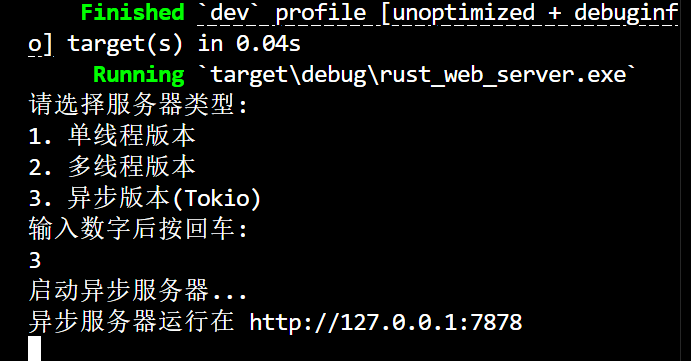 Finished `dev` profile [unoptimized + debuginf
o] target(s) in 0.04s
Running `target\debug\rust_web_server.exe`
请选择服务器类型:
1. 单线程版本
2. 多线程版本
3. 异步版本(Tokio)
输入数字后按回车:
3
启动异步服务器...
异步服务器运行在 http://127.0.0.1:7878